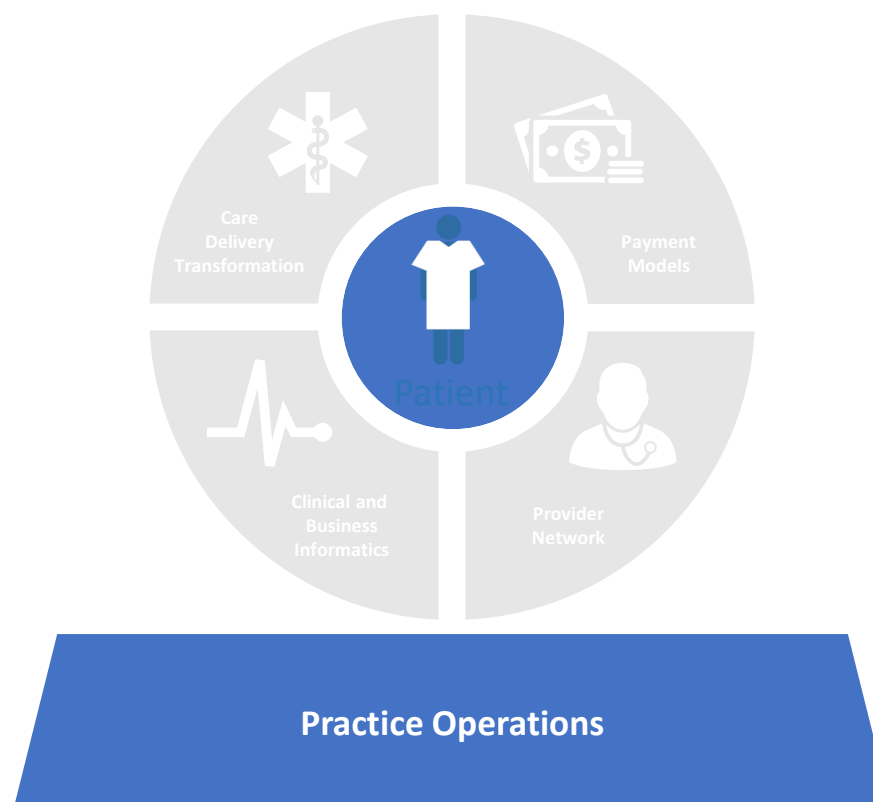 Care
Delivery
Transformation
Payment
Models
Patient
Clinical and
Business
Informatics
Provider
Network
Practice Operations